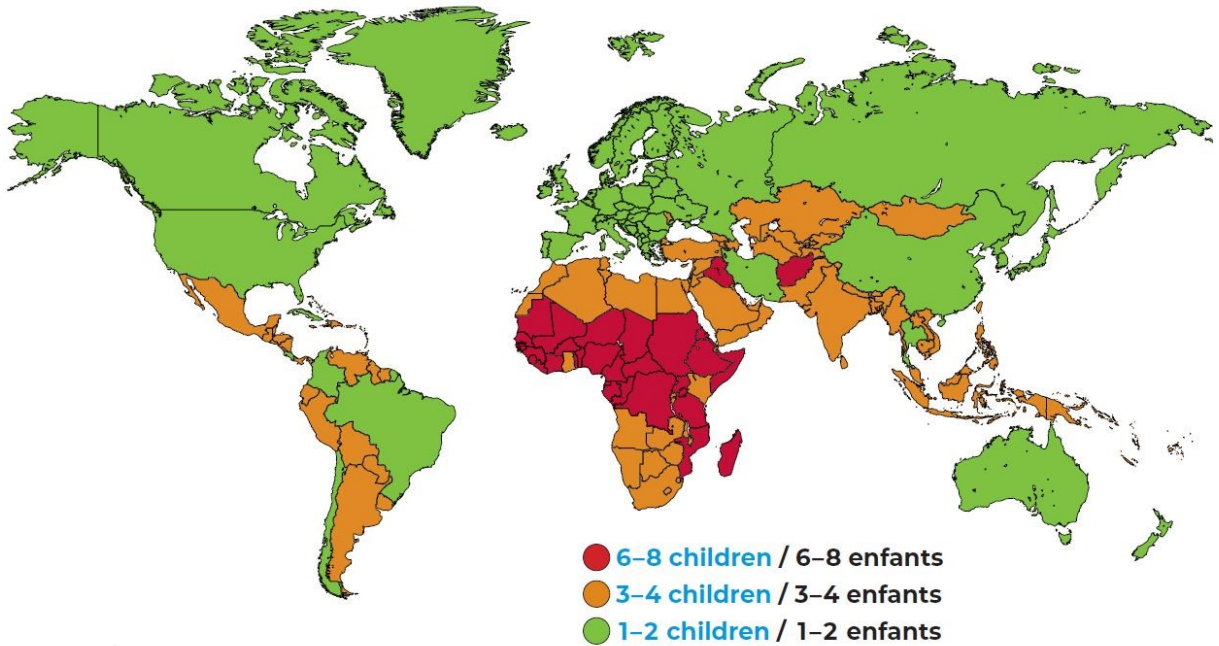 6–8 children / 6–8 enfants
3–4 children / 3–4 enfants
1–2 children / 1–2 enfants